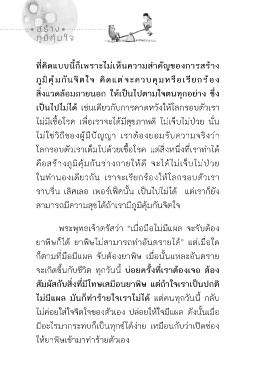 สร้าง
ภูมิคุ้มใจ
ที่คิดแบบนี้ก็เพราะไม่เห็นความสำคัญของการสร้าง
ภูมิคุ้มกันจิตใจ คิดแต่จะควบคุมหรือเรียกร้อง
สิ่งแวดล้อมภายนอก ให้เป็นไปตามใจตนทุกอย่าง ซึ่ง
เป็นไปไม่ได้ เช่นเดียวกับการคาดหวังให้โลกรอบตัวเรา
ไม่มีเชื้อโรค เพื่อเราจะได้มีสุขภาพดี ไม่เจ็บไม่ป่วย นั่น
ไม่ใช่วิถีของผู้มีปัญญา เราต้องยอมรับความจริงว่า
โลกรอบตัวเราเต็มไปด้วยเชื้อโรค แต่สิ่งหนึ่งที่เราทำได้
คือสร้างภูมิคุ้มกันร่างกายให้ดี จะได้ไม่เจ็บไม่ป่วย
ในทำนองเดียวกัน เราจะเรียกร้องให้โลกรอบตัวเรา
ราบรื่น เลิศเลอ เพอร์เฟ็คนั้น เป็นไปไม่ได้ แต่เราก็ยัง
สามารถมีความสุขได้ถ้าเรามีภูมิคุ้มกันจิตใจ
พระพุทธเจ้าตรัสว่า "เมื่อมือไม่มีแผล จะจับต้อง
ยาพิษก็ได้ ยาพิษไม่สามารถทำอันตรายได้" แต่เมื่อใด
ก็ตามที่มือมีแผล จับต้องยาพิษ เมื่อนั้นแหละอันตราย
จะเกิดขึ้นกับชีวิต ทุกวันนี้ บ่อยครั้งที่เราต้องเจอ ต้อง
สัมผัสกับสิ่งที่มีโทษเสมือนยาพิษ แต่ถ้าใจเราเป็นปกติ
ไม่มีแผล มันก็ทำร้ายใจเราไม่ได้ แต่คนทุกวันนี้ กลับ
ไม่ค่อยใส่ใจจิตใจของตัวเอง ปล่อยให้ใจมีแผล ดังนั้นเมื่อ
มีอะไรมากระทบก็เป็นทุกข์ได้ง่าย เหมือนกับว่าเปิดช่อง
ให้ยาพิษเข้ามาทำร้ายตัวเอง